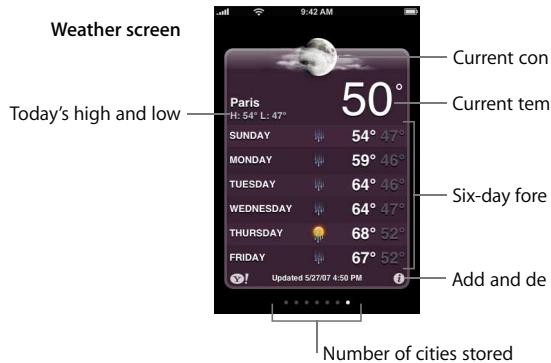 9:42 AM
Weather screen
Current con
Paris
50°
Current tem
Today's high and low
H: 54° L: 47°
SUNDAY 54° 47°
MONDAY 59° 46°
TUESDAY 64° 46°
Six-day fore
WEDNESDAY 64° 47°
THURSDAY 68° 52°
FRIDAY 67° 52°
Y! Updated 5/27/07 4:50 PM i
Add and de
Number of cities stored